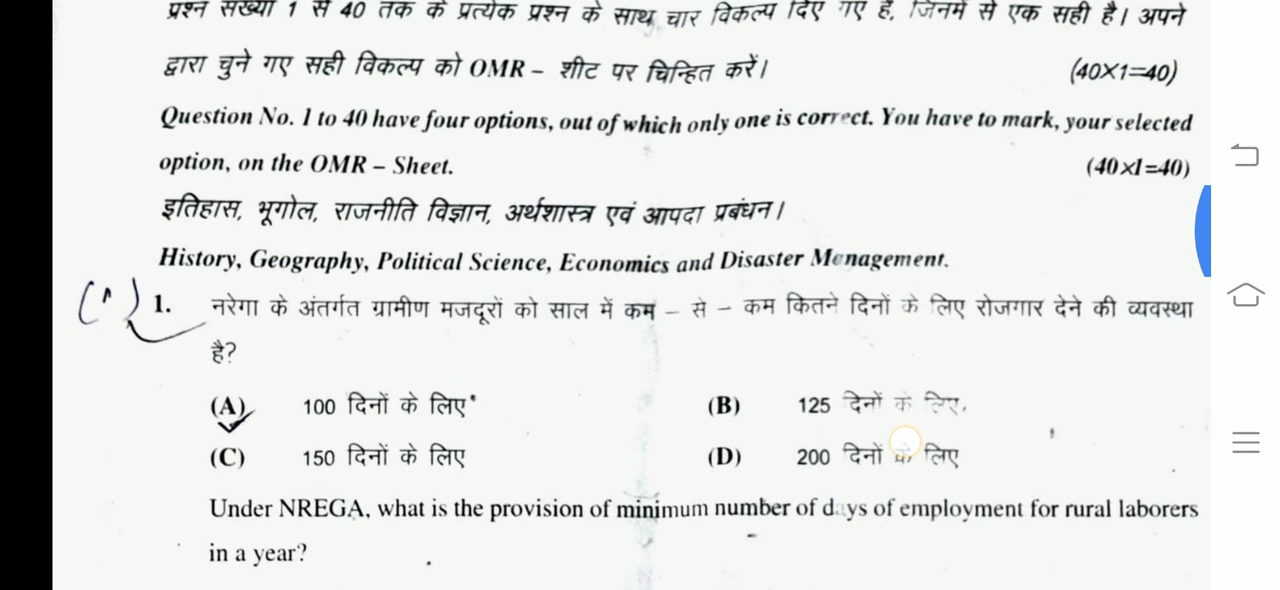 प्रश्न संख्या 1 से 40 तक के प्रत्येक प्रश्न के साथ चार विकल्प दिए गए हैं, जिनमें से एक सही है। अपने
द्वारा चुने गए सही विकल्प को OMR – शीट पर चिन्हित करें। (40X1=40)
Question No. 1 to 40 have four options, out of which only one is correct. You have to mark, your selected
option, on the OMR – Sheet. (40x1=40)
इतिहास, भूगोल, राजनीति विज्ञान, अर्थशास्त्र एवं आपदा प्रबंधन।
History, Geography, Political Science, Economics and Disaster Management.
1. नरेगा के अंतर्गत ग्रामीण मजदूरों को साल में कम – से – कम कितने दिनों के लिए रोजगार देने की व्यवस्था
है?
(A) 100 दिनों के लिए (B) 125 दिनों के लिए
(C) 150 दिनों के लिए (D) 200 दिनों के लिए
Under NREGA, what is the provision of minimum number of days of employment for rural laborers
in a year?